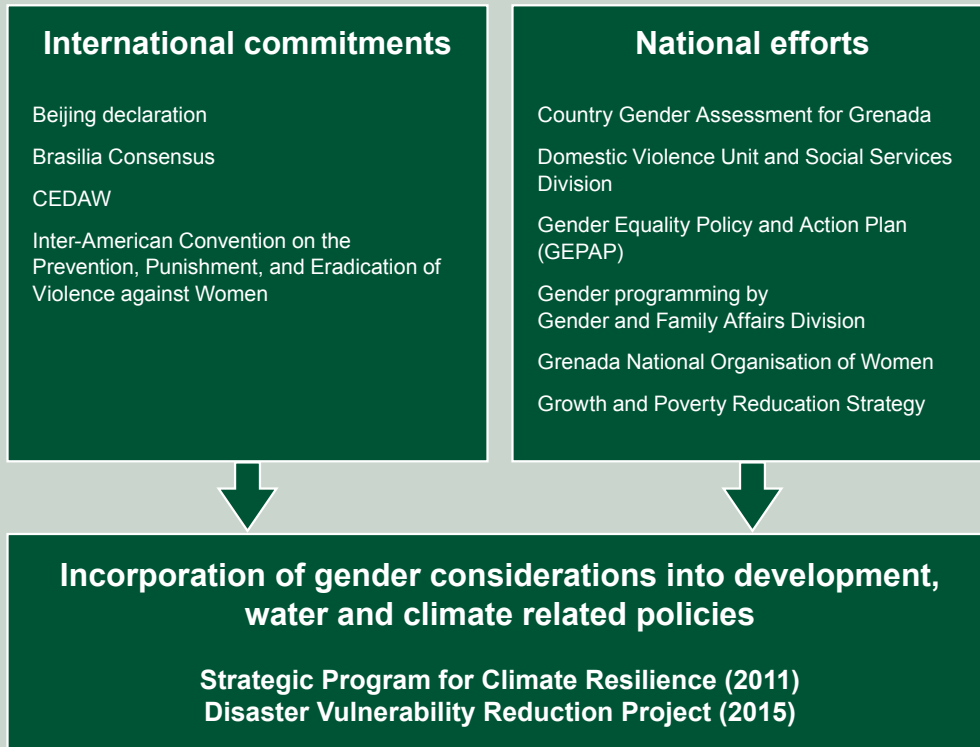 International commitments
Beijing declaration
Brasilia Consensus
CEDAW
Inter-American Convention on the
Prevention, Punishment, and Eradication of
Violence against Women
National efforts
Country Gender Assessment for Grenada
Domestic Violence Unit and Social Services
Division
Gender Equality Policy and Action Plan
(GEPAP)
Gender programming by
Gender and Family Affairs Division
Grenada National Organisation of Women
Growth and Poverty Reducation Strategy
Incorporation of gender considerations into development,
water and climate related policies
Strategic Program for Climate Resilience (2011)
Disaster Vulnerability Reduction Project (2015)